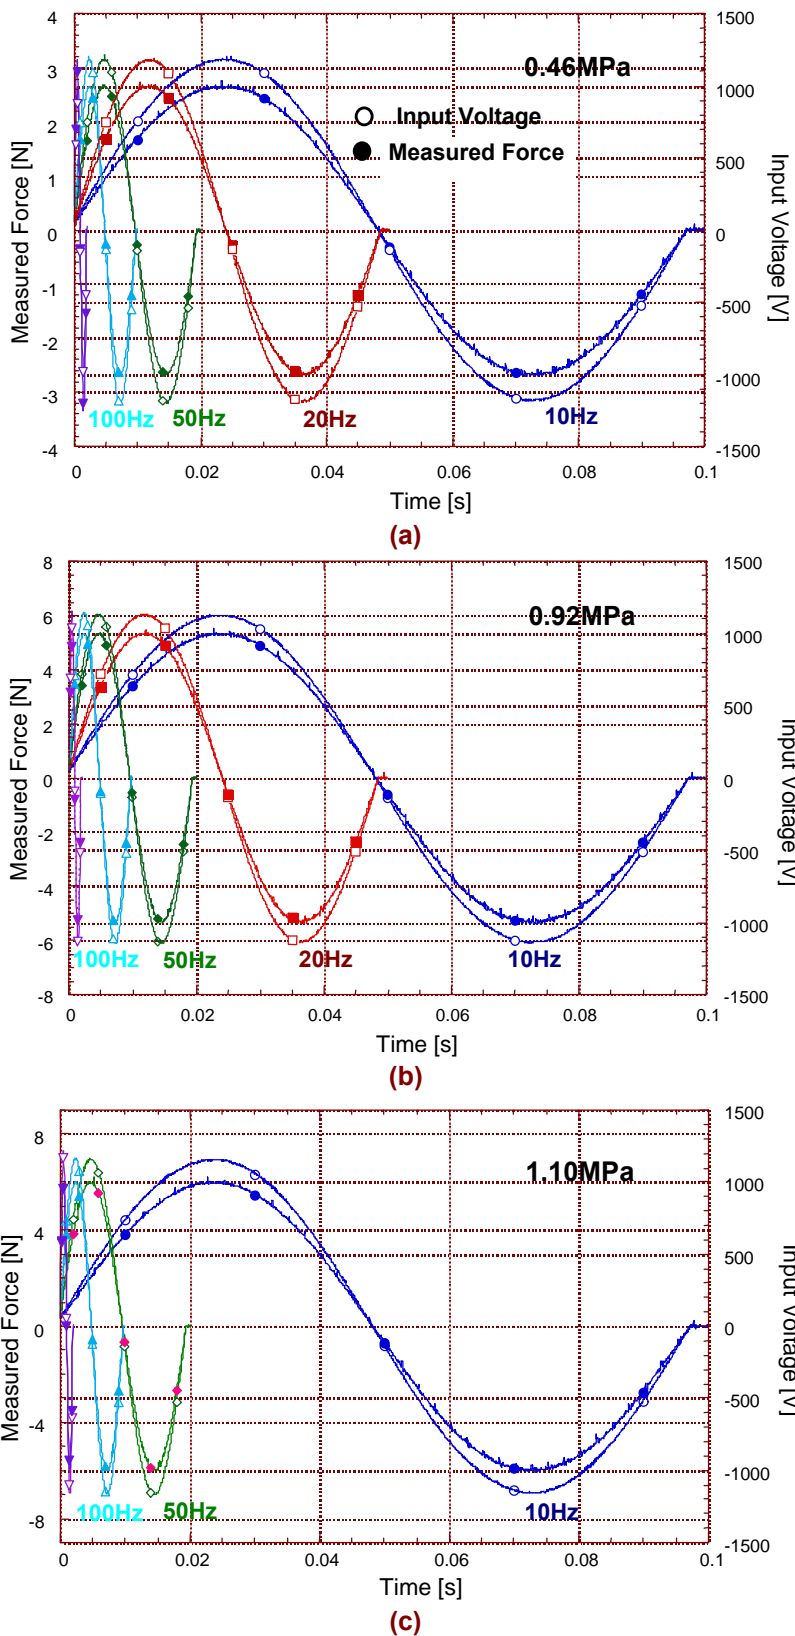 4
3
2
1
0
-1
-2
-3
-4
Measured Force [N]
1500
1000
500
0
-500
-1000
-1500
Input Voltage [V]
0.46MPa
Input Voltage
Measured Force
100Hz
50Hz
20Hz
10Hz
0
0.02
0.04
0.06
0.08
0.1
Time [s]
(a)
8
6
4
2
0
-2
-4
-6
-8
Measured Force [N]
1500
1000
500
0
-500
-1000
-1500
Input Voltage [V]
0.92MPa
100Hz
50Hz
20Hz
10Hz
0
0.02
0.04
0.06
0.08
0.1
Time [s]
(b)
8
4
0
-4
-8
Measured Force [N]
1500
1000
500
0
-500
-1000
-1500
Input Voltage [V]
1.10MPa
100Hz
50Hz
10Hz
0
0.02
0.04
0.06
0.08
0.1
Time [s]
(c)